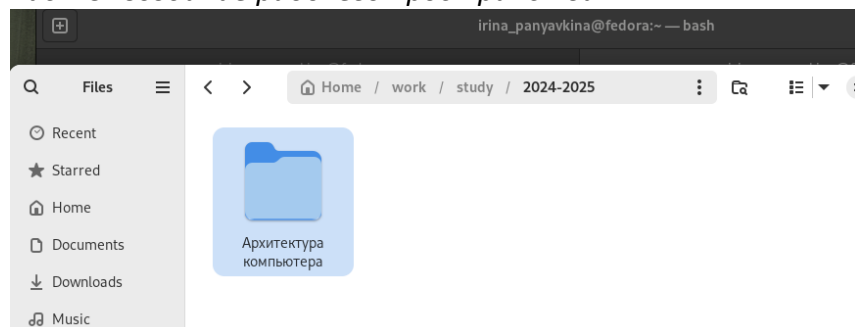 irina_panyavkina@fedora:~ — bash
Files
Home / work / study / 2024-2025
Recent
Starred
Home
Documents
Downloads
Music
Архитектура
компьютера